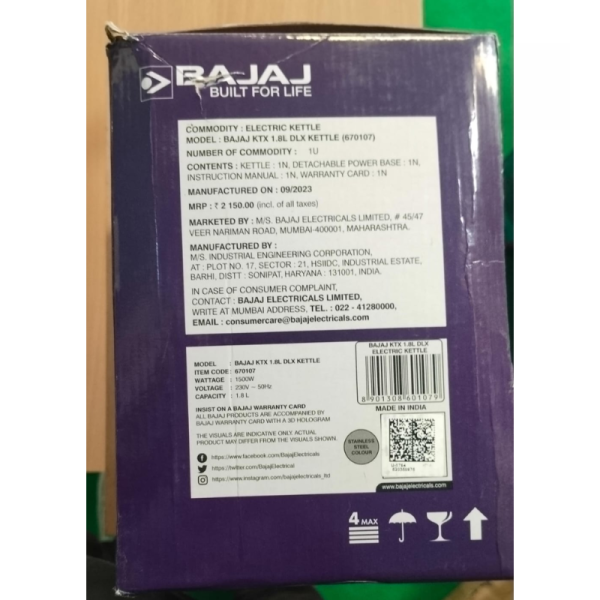 BAJAJ
BUILT FOR LIFE
COMMODITY : ELECTRIC KETTLE
MODEL : BAJAJ KTX 1.8L DLX KETTLE (670107)
NUMBER OF COMMODITY : 1U
CONTENTS : KETTLE : 1N, DETACHABLE POWER BASE : 1N,
INSTRUCTION MANUAL : 1N, WARRANTY CARD : 1N
MANUFACTURED ON : 09/2023
MRP : ₹ 2 150.00 (incl. of all taxes)
MARKETED BY : M/S. BAJAJ ELECTRICALS LIMITED, # 45/47
VEER NARIMAN ROAD, MUMBAI-400001, MAHARASHTRA.
MANUFACTURED BY :
M/S. INDUSTRIAL ENGINEERING CORPORATION,
AT : PLOT NO. 17, SECTOR : 21, HSIIDC, INDUSTRIAL ESTATE,
BARHI, DISTT : SONIPAT, HARYANA : 131001, INDIA.
IN CASE OF CONSUMER COMPLAINT,
CONTACT : BAJAJ ELECTRICALS LIMITED,
WRITE AT MUMBAI ADDRESS, TEL. : 022 - 41280000,
EMAIL : consumercare@bajajelectricals.com
MODEL : BAJAJ KTX 1.8L DLX KETTLE
ITEM CODE : 670107
WATTAGE : 1500W
VOLTAGE : 230V ~ 50Hz
CAPACITY : 1.8 L
INSIST ON A BAJAJ WARRANTY CARD
ALL BAJAJ PRODUCTS ARE ACCOMPANIED BY
BAJAJ WARRANTY CARD WITH A 3D HOLOGRAM
THE VISUALS ARE INDICATIVE ONLY. ACTUAL
PRODUCT MAY DIFFER FROM THE VISUALS SHOWN.
https://www.facebook.com/BajajElectricals
https://twitter.com/BajajElectrical
https://www.instagram.com/bajajelectricals_ltd
STAINLESS
STEEL
COLOUR
BAJAJ KTX 1.8L DLX
ELECTRIC KETTLE
8901308601079
MADE IN INDIA
www.bajajelectricals.com
4 MAX